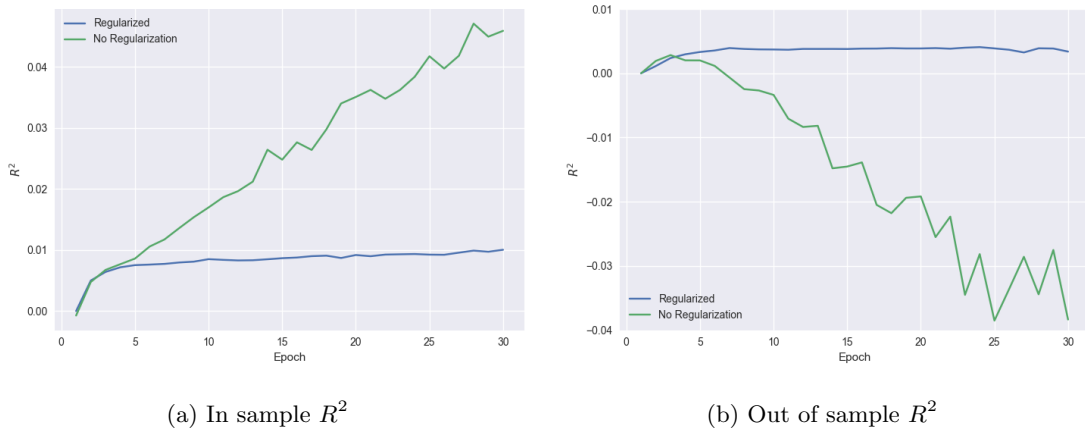 Regularized
No Regularization
0.04
0.03
0.02
0.01
0.00
R²
0
5
10
15
20
25
30
Epoch
(a) In sample R²
0.01
0.00
−0.01
−0.02
−0.03
−0.04
R²
Regularized
No Regularization
0
5
10
15
20
25
30
Epoch
(b) Out of sample R²